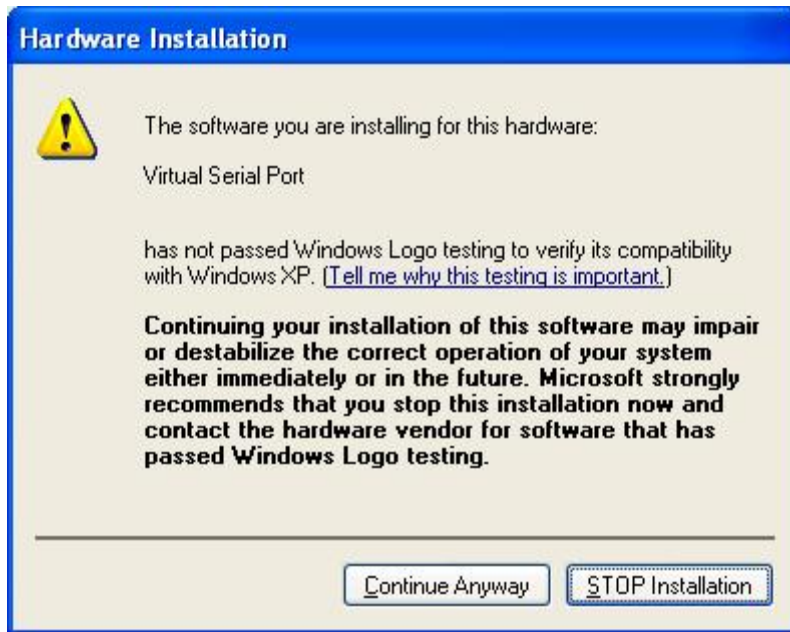 Hardware Installation
The software you are installing for this hardware:
Virtual Serial Port
has not passed Windows Logo testing to verify its compatibility
with Windows XP. (Tell me why this testing is important.)
Continuing your installation of this software may impair
or destabilize the correct operation of your system
either immediately or in the future. Microsoft strongly
recommends that you stop this installation now and
contact the hardware vendor for software that has
passed Windows Logo testing.
Continue Anyway
STOP Installation